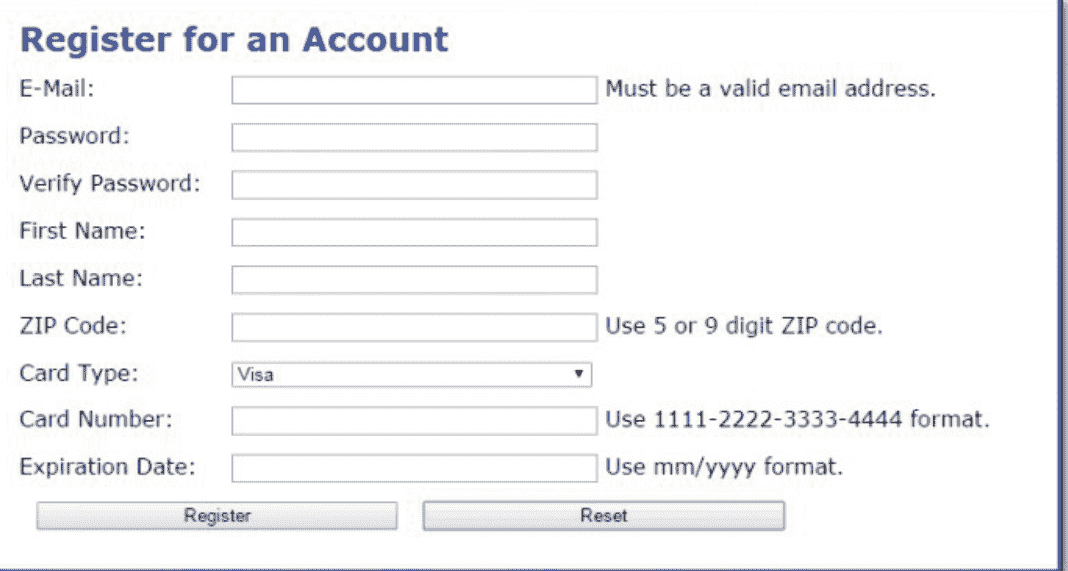 Register for an Account
E-Mail: Must be a valid email address.
Password:
Verify Password:
First Name:
Last Name:
ZIP Code: Use 5 or 9 digit ZIP code.
Card Type: Visa
Card Number: Use 1111-2222-3333-4444 format.
Expiration Date: Use mm/yyyy format.
Register Reset